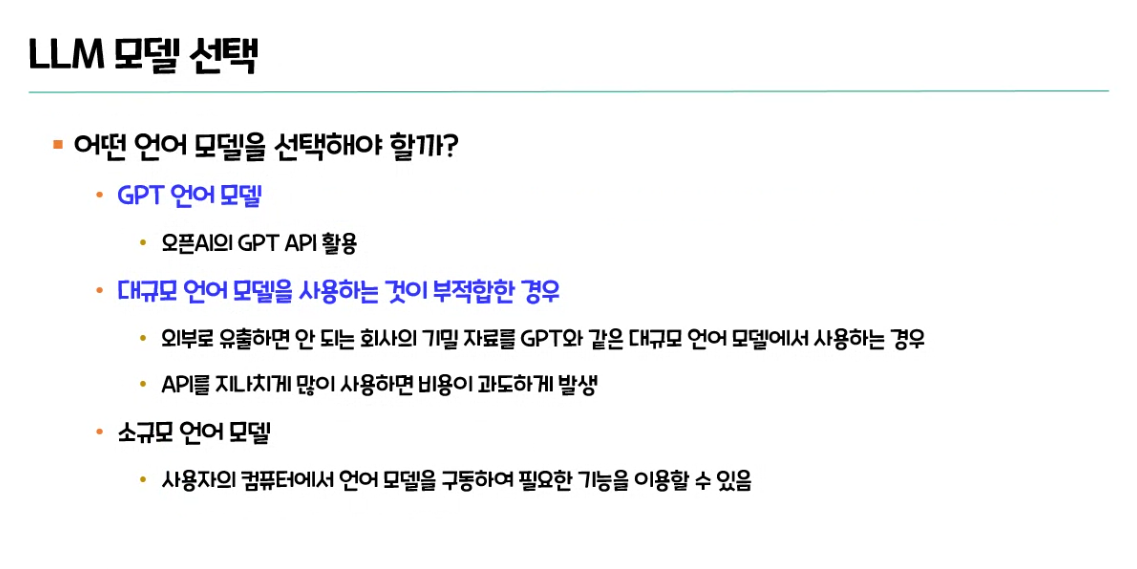 LLM 모델 선택
어떤 언어 모델을 선택해야 할까?
GPT 언어 모델
오픈AI의 GPT API 활용
대규모 언어 모델을 사용하는 것이 부적합한 경우
외부로 유출하면 안 되는 회사의 기밀 자료를 GPT와 같은 대규모 언어 모델에서 사용하는 경우
API를 지나치게 많이 사용하면 비용이 과도하게 발생
소규모 언어 모델
사용자의 컴퓨터에서 언어 모델을 구동하여 필요한 기능을 이용할 수 있음